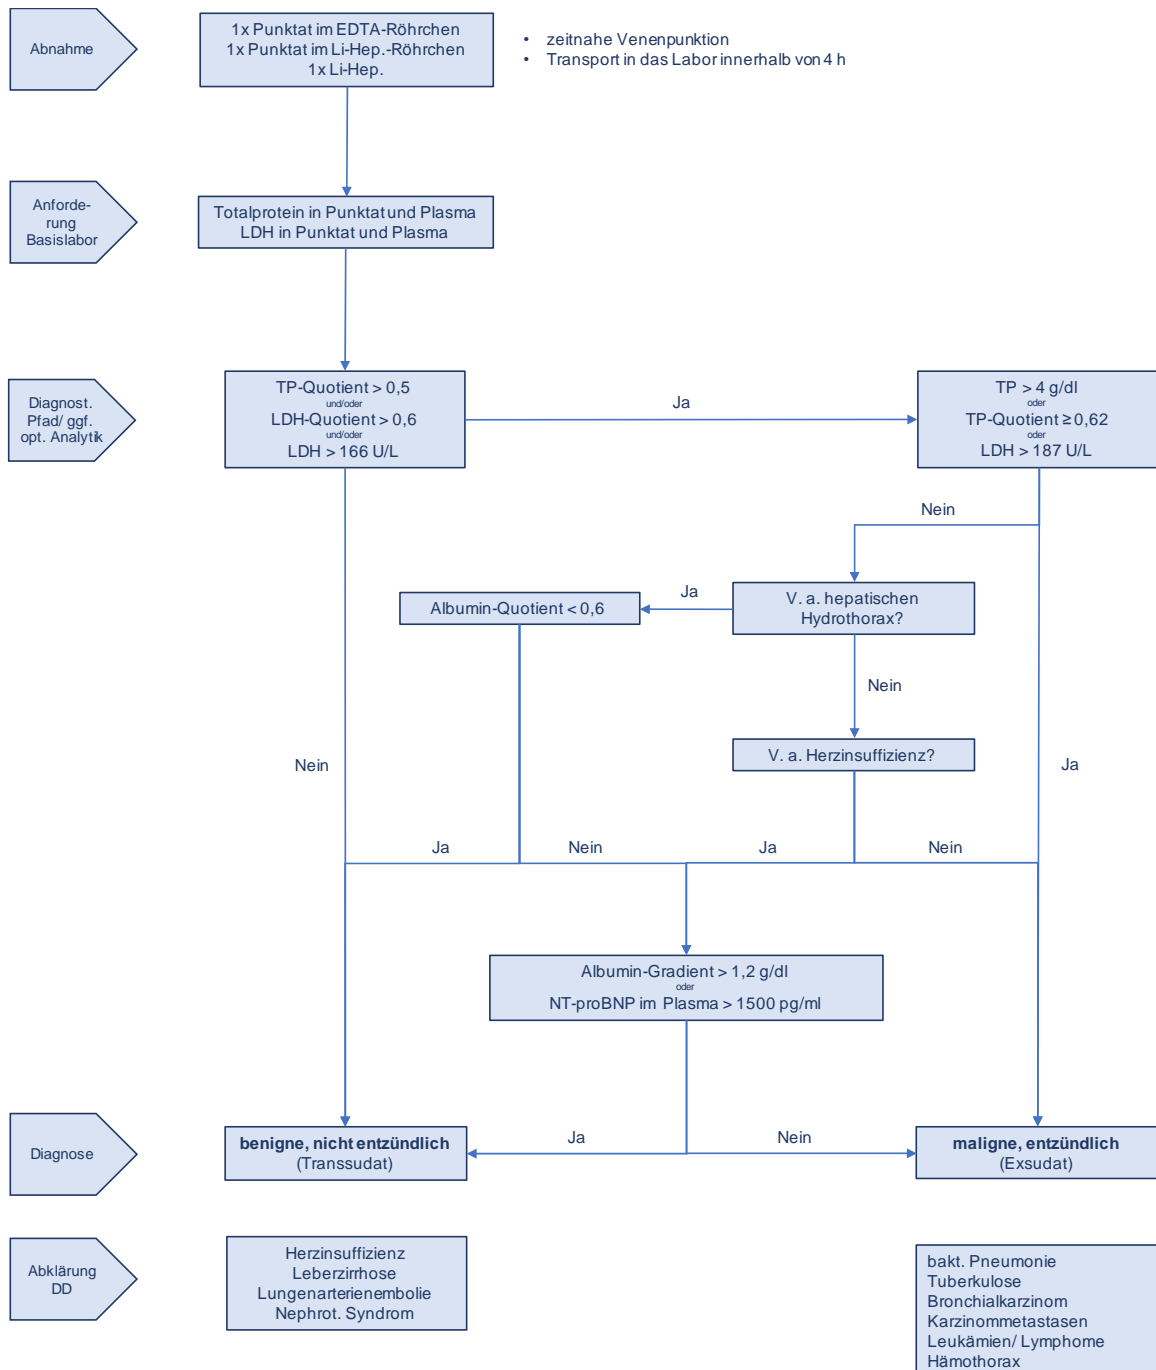 Abnahme
1x Punktat im EDTA-Röhrchen
1x Punktat im Li-Hep.-Röhrchen
1x Li-Hep.
• zeitnahe Venenpunktion
• Transport in das Labor innerhalb von 4 h
Anforde-
rung
Basislabor
Totalprotein in Punktat und Plasma
LDH in Punktat und Plasma
Diagnost.
Pfad/ ggf.
opt. Analytik
TP-Quotient > 0,5
und/oder
LDH-Quotient > 0,6
und/oder
LDH > 166 U/L
Ja
TP > 4 g/dl
oder
TP-Quotient ≥ 0,62
oder
LDH > 187 U/L
Nein
Albumin-Quotient < 0,6
Ja
V. a. hepatischen
Hydrothorax?
Nein
V. a. Herzinsuffizienz?
Nein
Ja
Ja
Nein
Ja
Nein
Albumin-Gradient > 1,2 g/dl
oder
NT-proBNP im Plasma > 1500 pg/ml
Diagnose
benigne, nicht entzündlich
(Transsudat)
Ja
Nein
maligne, entzündlich
(Exsudat)
Abklärung
DD
Herzinsuffizienz
Leberzirrhose
Lungenarterienembolie
Nephrot. Syndrom
bakt. Pneumonie
Tuberkulose
Bronchialkarzinom
Karzinommetastasen
Leukämien/ Lymphome
Hämothorax